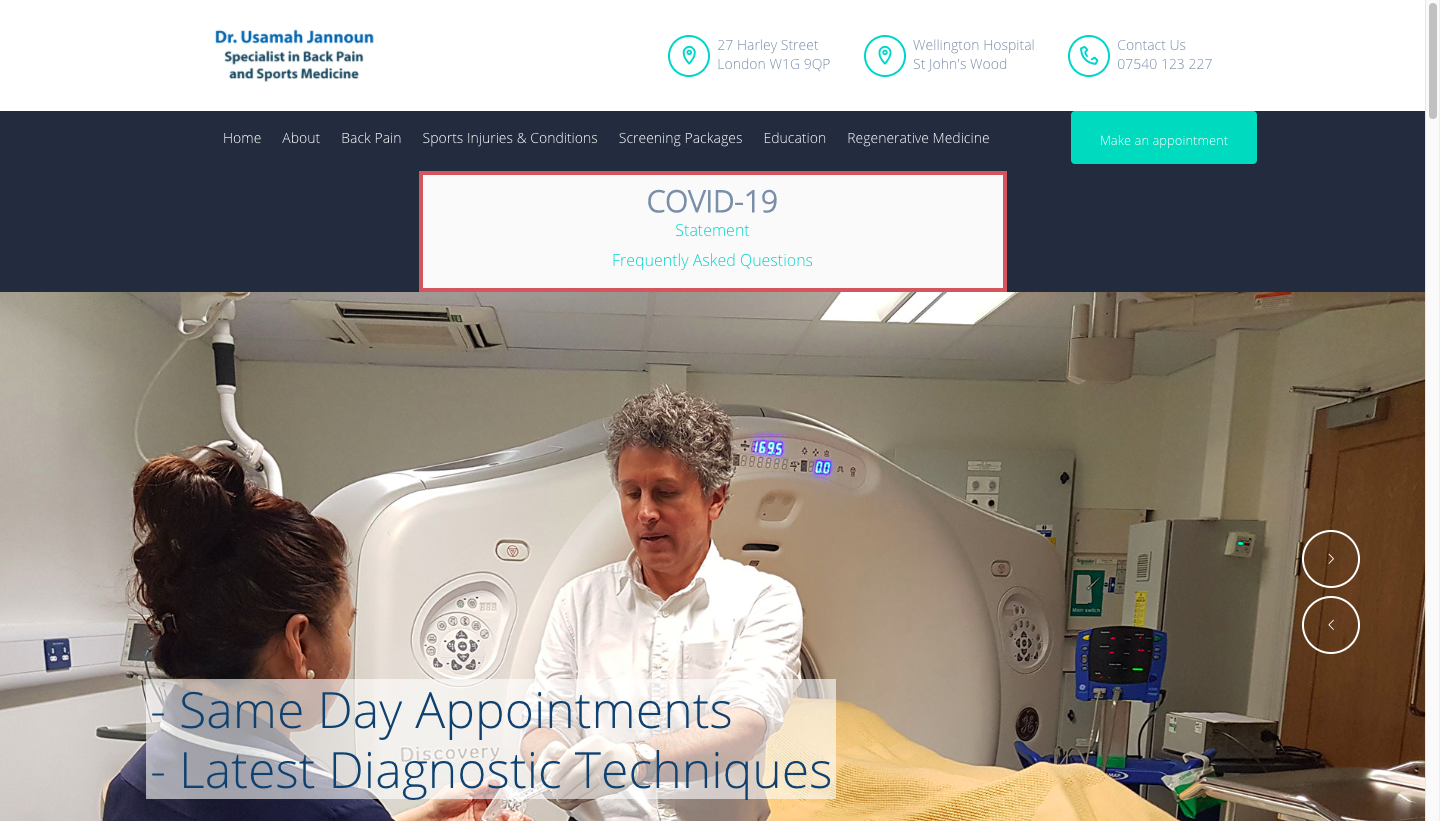 Dr. Usamah Jannoun
Specialist in Back Pain
and Sports Medicine
27 Harley Street
London W1G 9QP
Wellington Hospital
St John's Wood
Contact Us
07540 123 227
Home About Back Pain Sports Injuries & Conditions Screening Packages Education Regenerative Medicine
Make an appointment
COVID-19
Statement
Frequently Asked Questions
169.5
0.0
Main switch
- Same Day Appointments
Discovery
- Latest Diagnostic Techniques